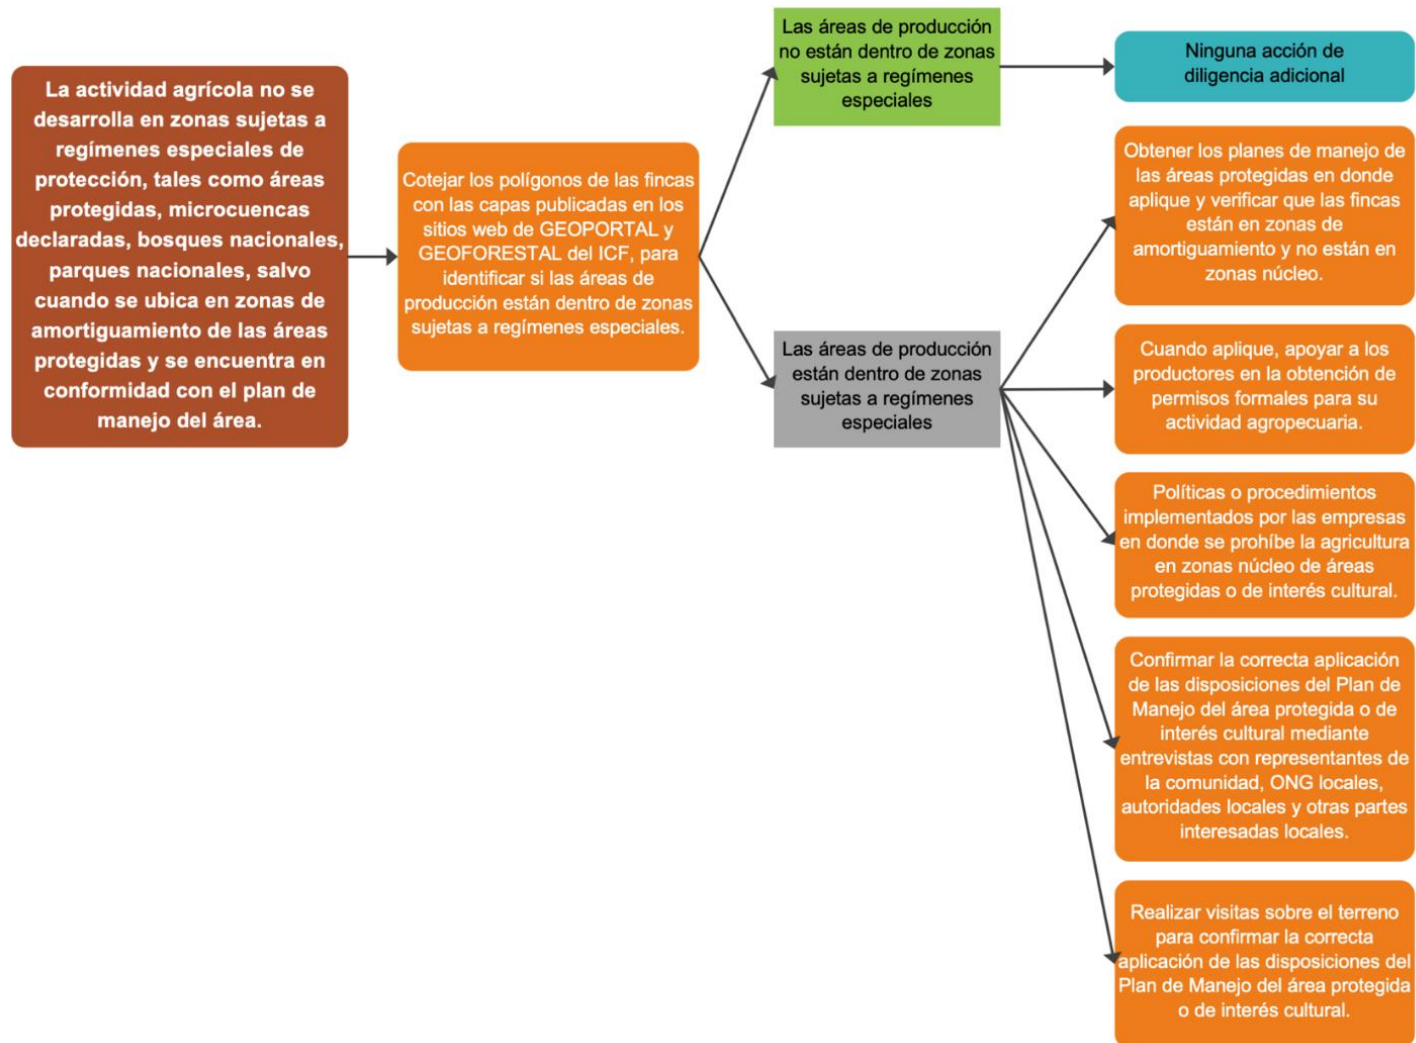 La actividad agrícola no se
desarrolla en zonas sujetas a
regímenes especiales de
protección, tales como áreas
protegidas, microcuencas
declaradas, bosques nacionales,
parques nacionales, salvo
cuando se ubica en zonas de
amortiguamiento de las áreas
protegidas y se encuentra en
conformidad con el plan de
manejo del área.
Cotejar los polígonos de las fincas
con las capas publicadas en los
sitios web de GEOPORTAL y
GEOFORESTAL del ICF, para
identificar si las áreas de
producción están dentro de zonas
sujetas a regímenes especiales.
Las áreas de producción
no están dentro de zonas
sujetas a regímenes
especiales
Ninguna acción de
diligencia adicional
Las áreas de producción
están dentro de zonas
sujetas a regímenes
especiales
Obtener los planes de manejo de
las áreas protegidas en donde
aplique y verificar que las fincas
están en zonas de
amortiguamiento y no están en
zonas núcleo.
Cuando aplique, apoyar a los
productores en la obtención de
permisos formales para su
actividad agropecuaria.
Políticas o procedimientos
implementados por las empresas
en donde se prohíbe la agricultura
en zonas núcleo de áreas
protegidas o de interés cultural.
Confirmar la correcta aplicación
de las disposiciones del Plan de
Manejo del área protegida o de
interés cultural mediante
entrevistas con representantes de
la comunidad, ONG locales,
autoridades locales y otras partes
interesadas locales.
Realizar visitas sobre el terreno
para confirmar la correcta
aplicación de las disposiciones del
Plan de Manejo del área protegida
o de interés cultural.